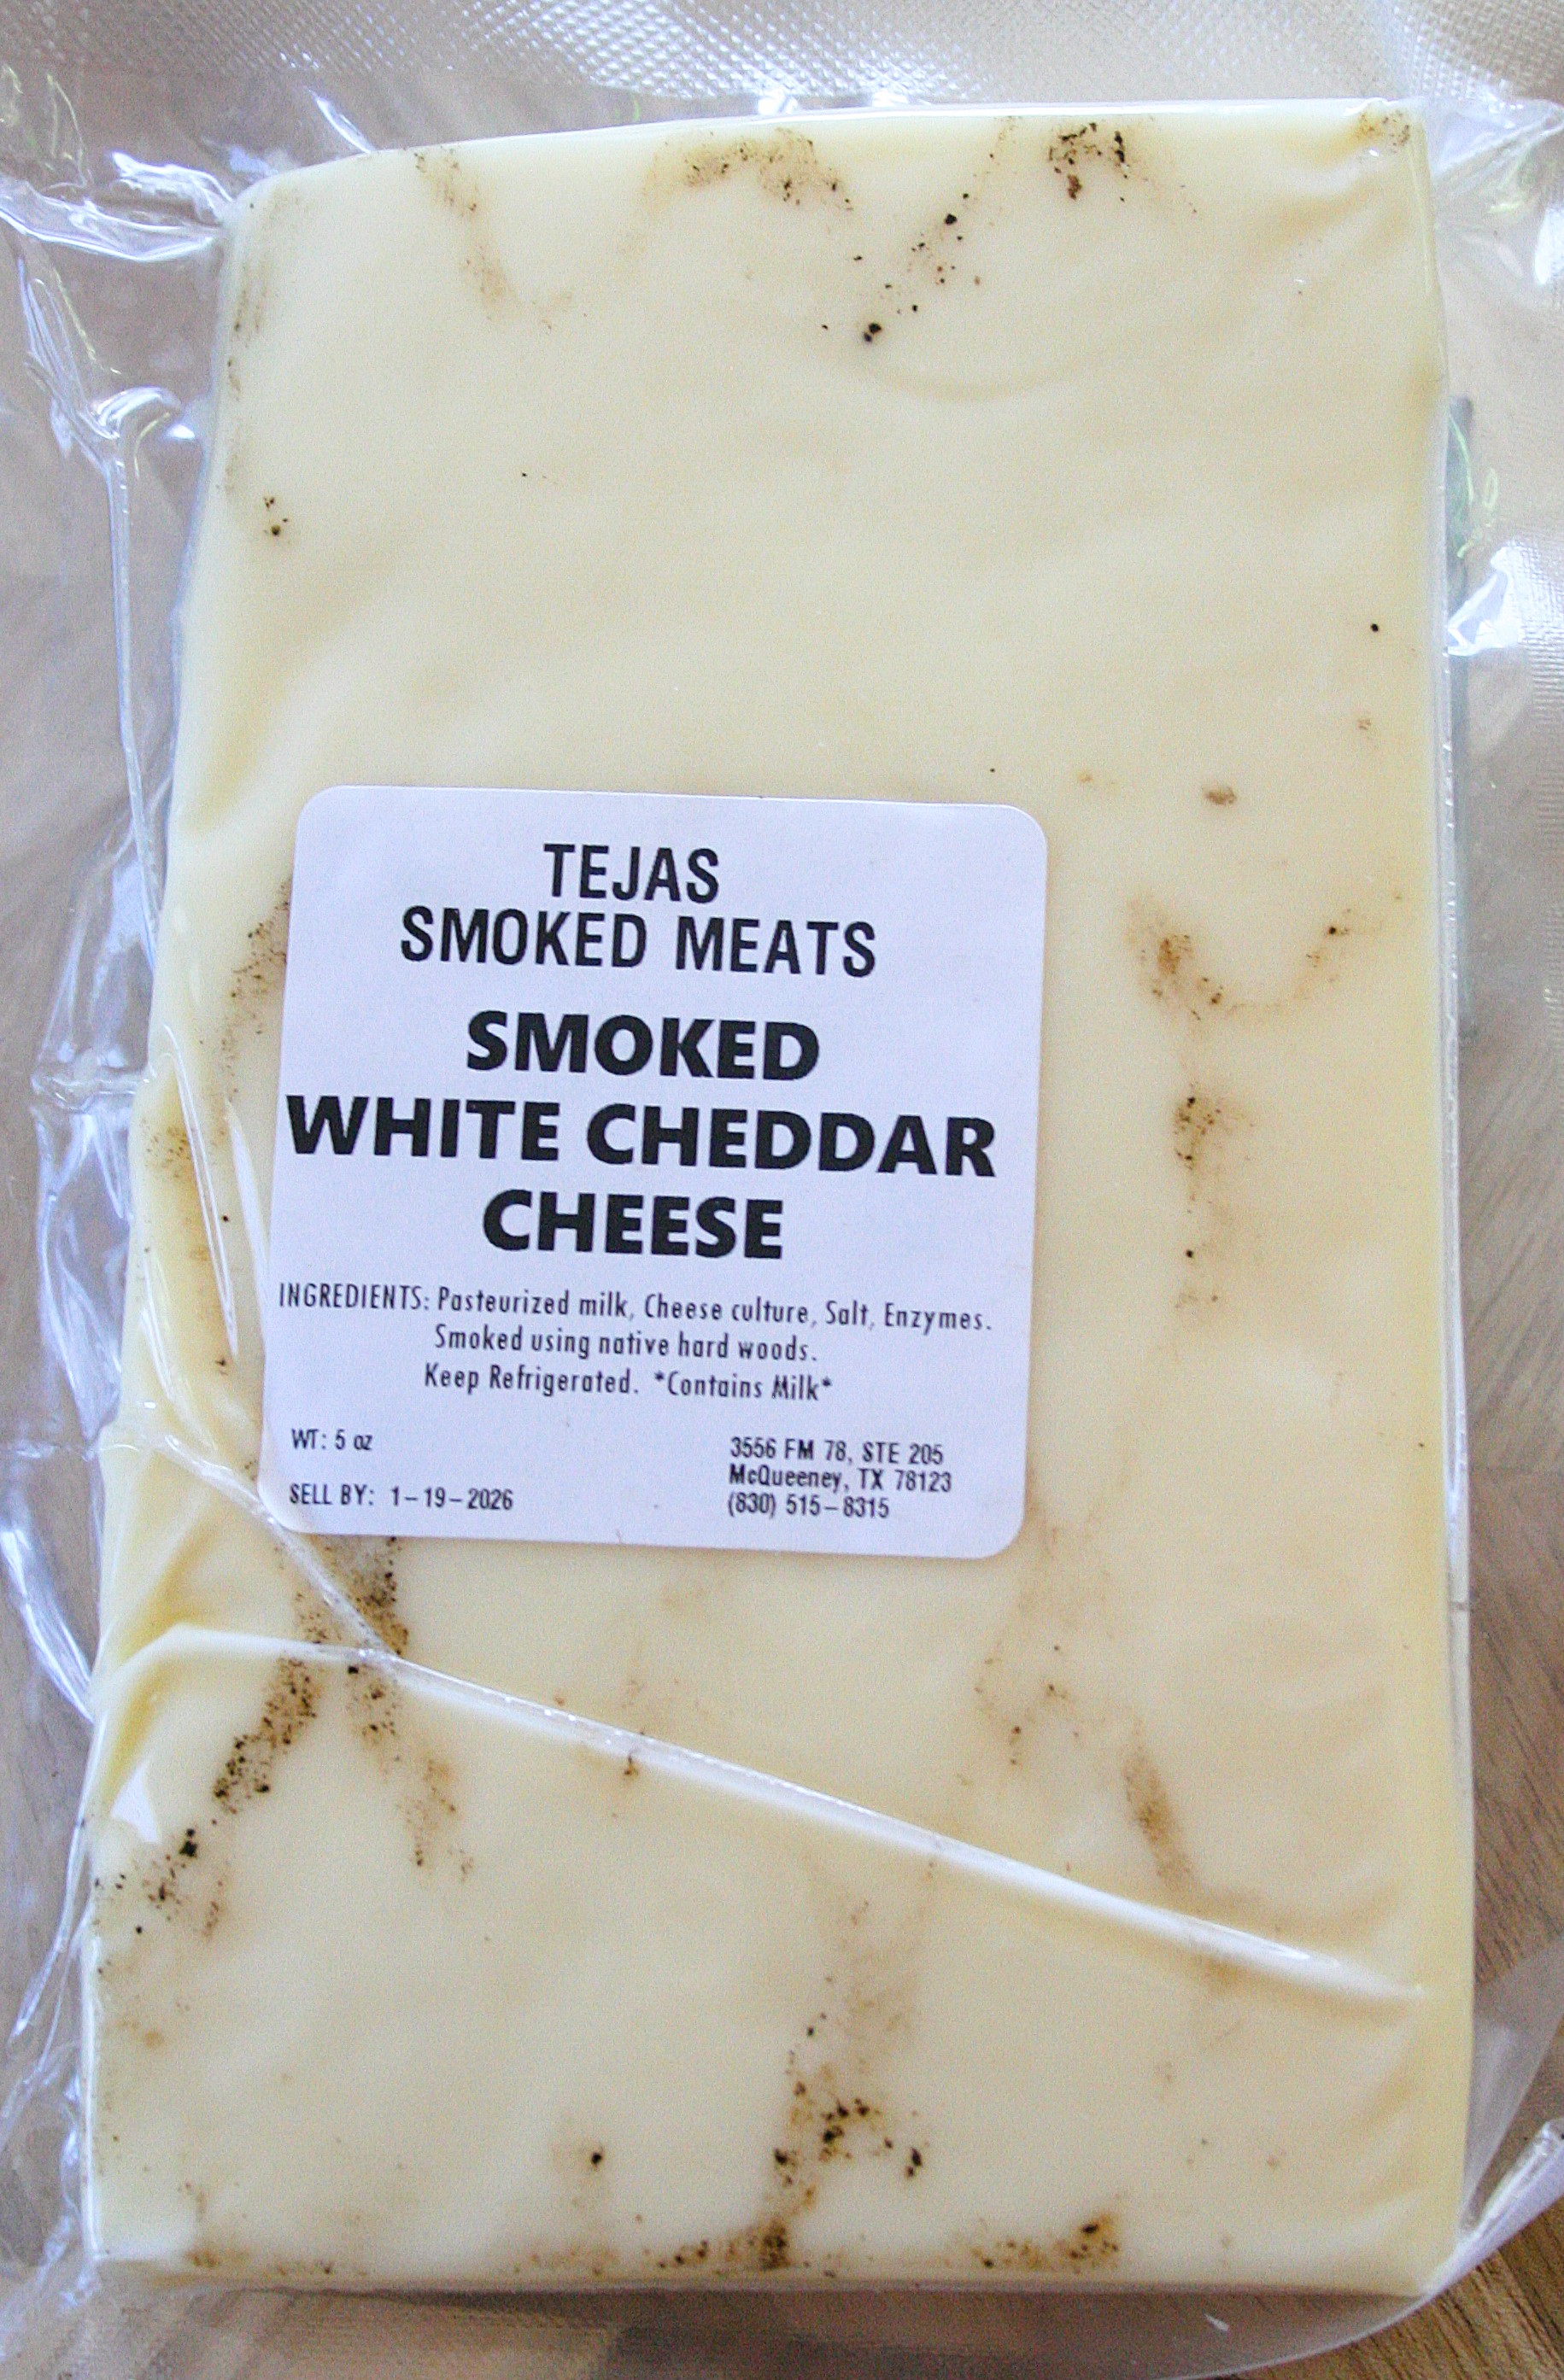 TEJAS
SMOKED MEATS
SMOKED
WHITE CHEDDAR
CHEESE
INGREDIENTS: Pasteurized milk, Cheese culture, Salt, Enzymes.
Smoked using native hard woods.
Keep Refrigerated. *Contains Milk*
WT: 5 oz
SELL BY: 1-19-2026
3556 FM 78, STE 205
McQueeney, TX 78123
(830) 515-8315